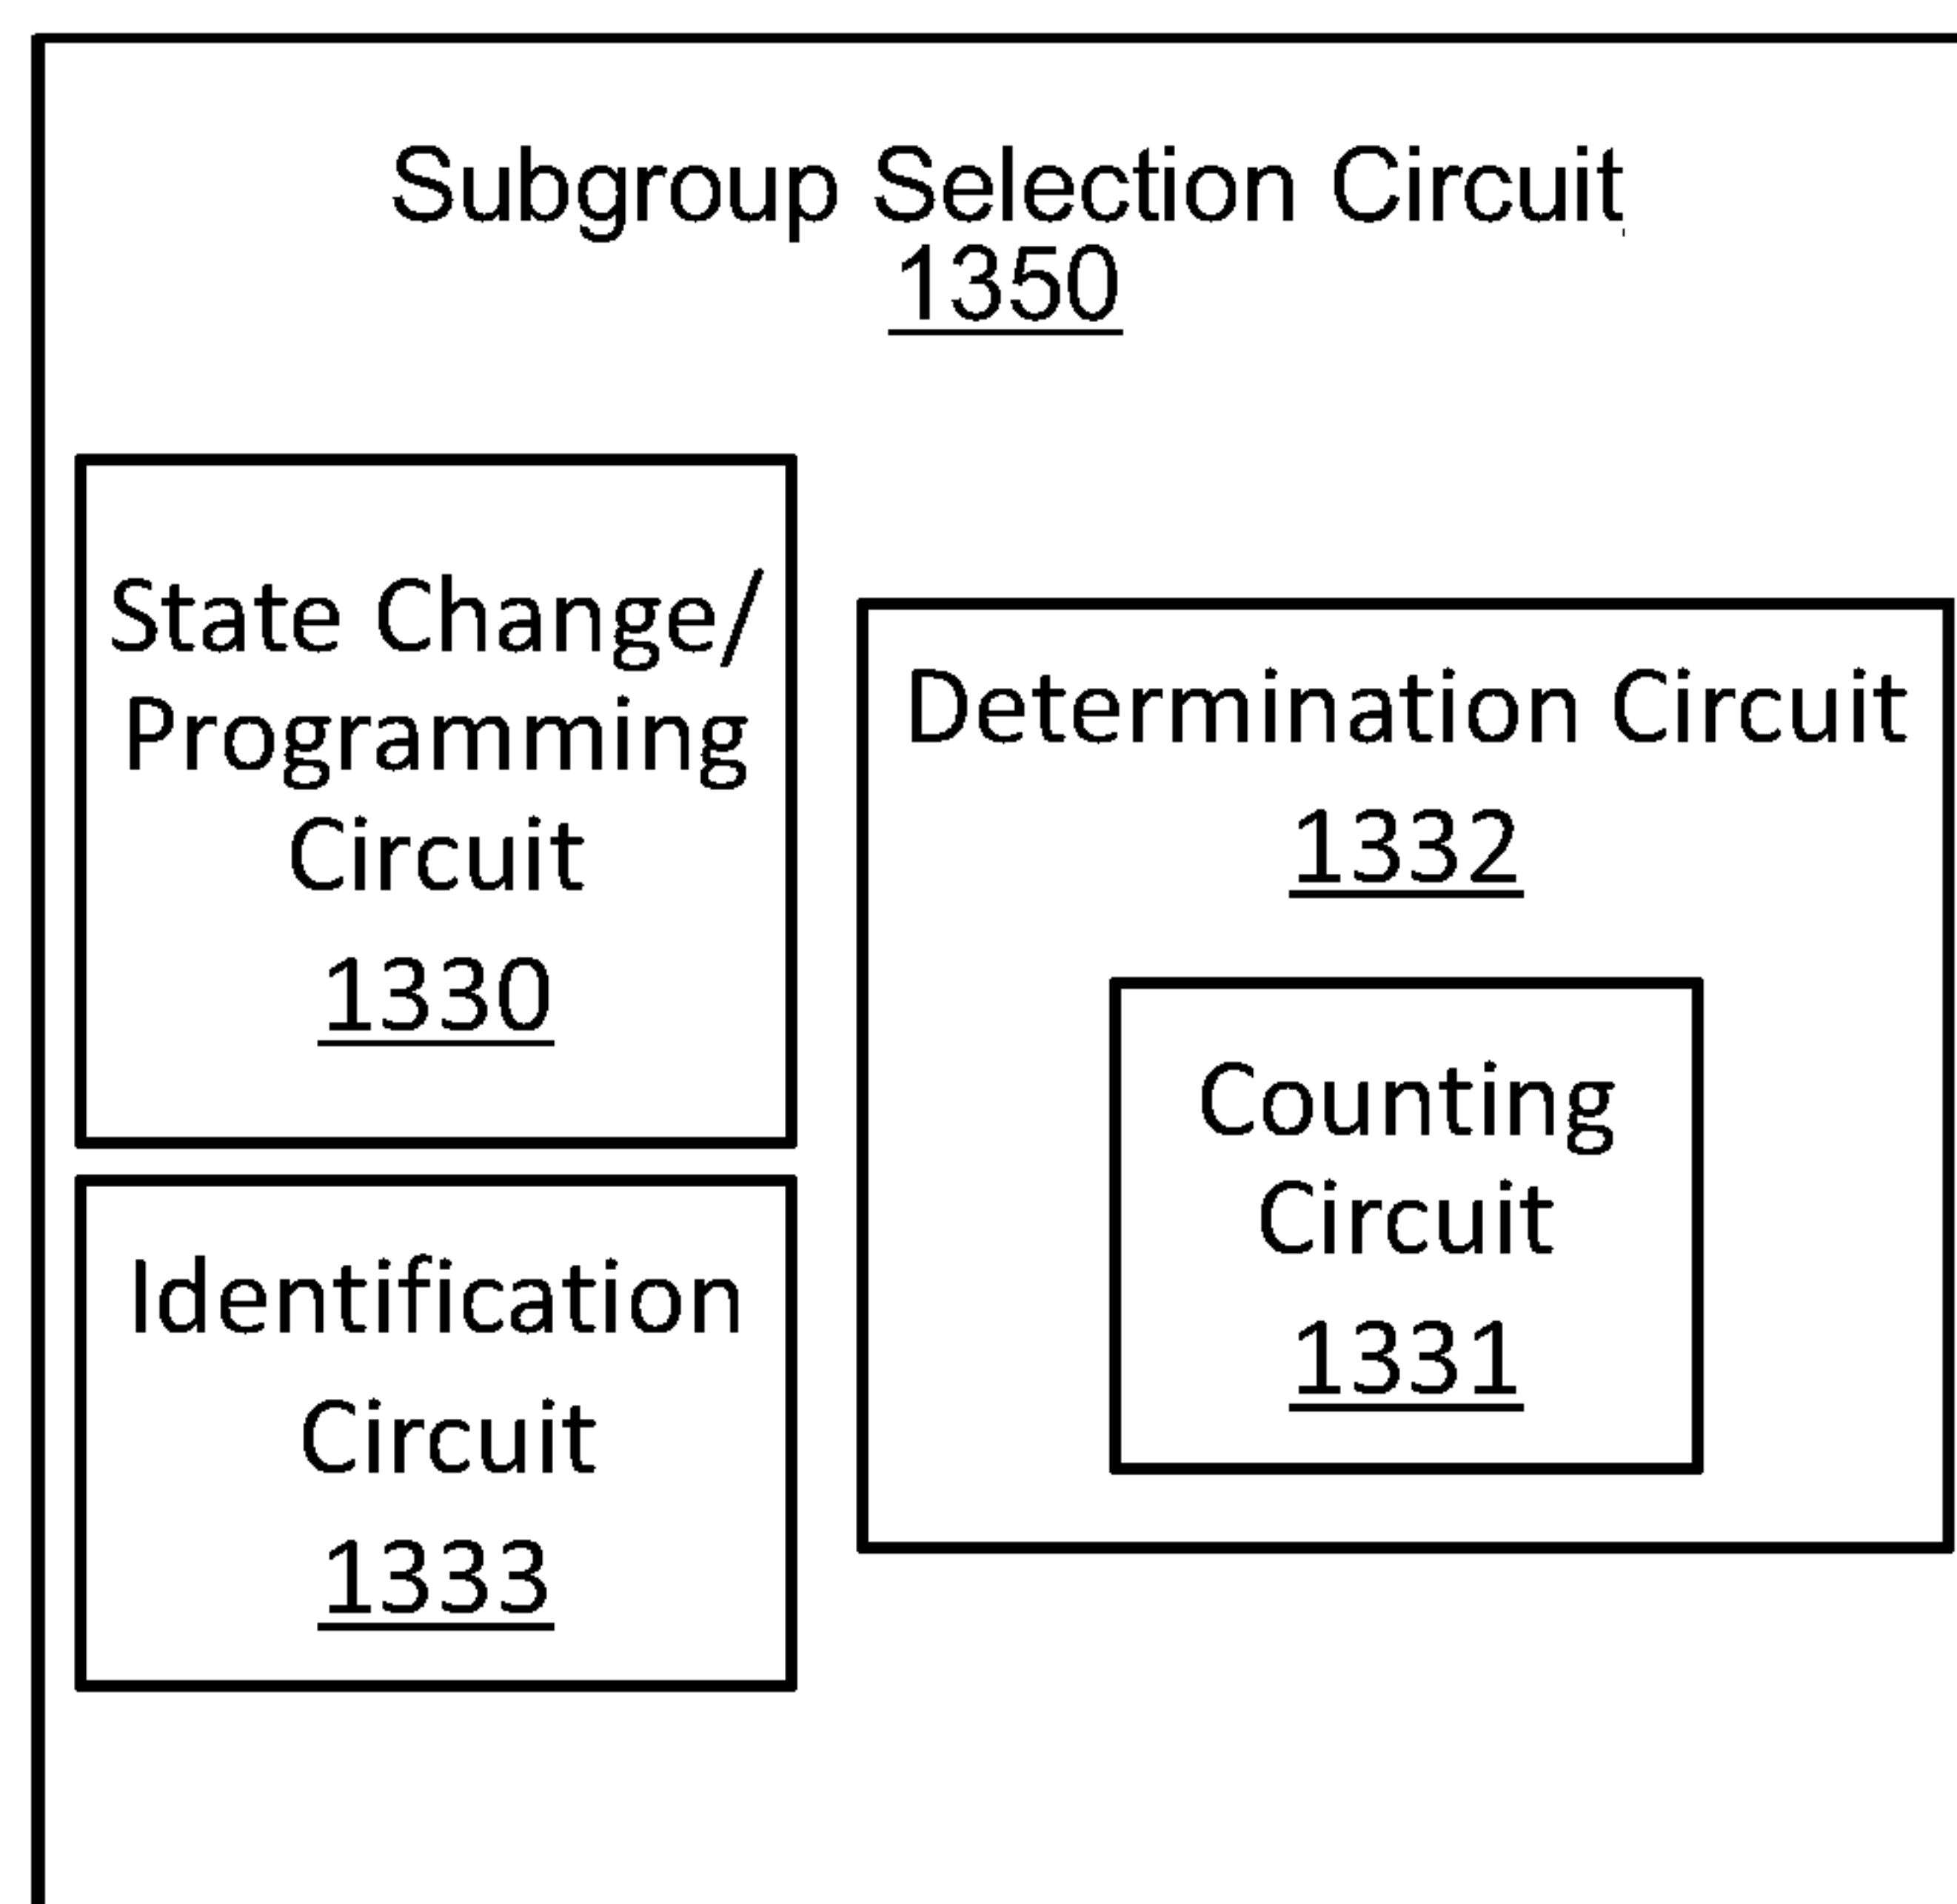 Subgroup Selection Circuit
1350
State Change/
Programming
Circuit
1330
Determination Circuit
1332
Counting
Circuit
1331
Identification
Circuit
1333